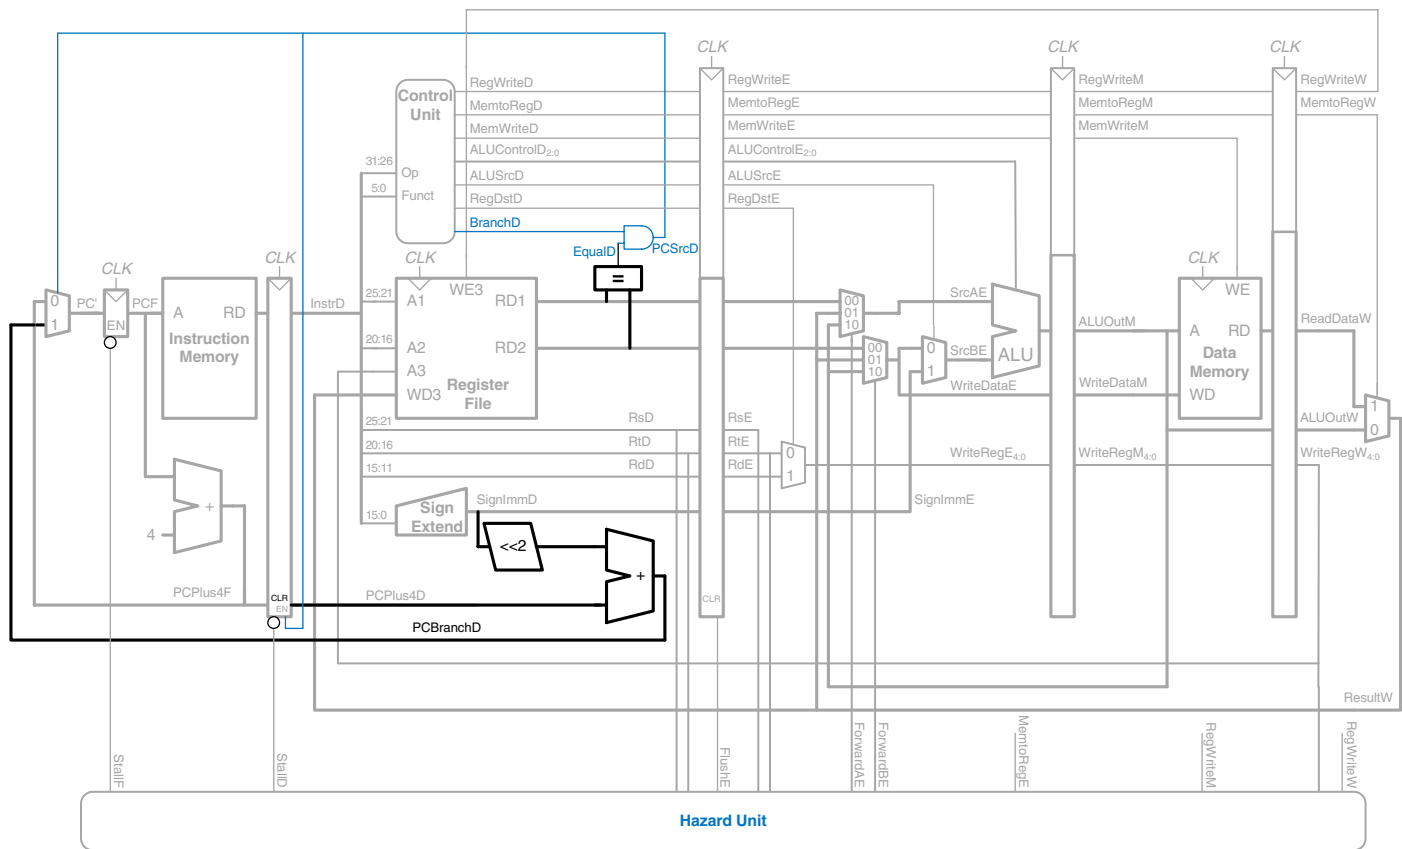 CLK CLK CLK
RegWriteD RegWriteE RegWriteM RegWriteW
Control Unit
MemtoRegD MemtoRegE MemtoRegM MemtoRegW
MemWriteD MemWriteE MemWriteM
ALUControlD2:0 ALUControlE2:0
31:26 Op ALUSrcD ALUSrcE
5:0 Funct RegDstD RegDstE
BranchD
EqualD PCSrcD
CLK CLK CLK CLK
=
0 1 PC' PCF EN
A RD
Instruction Memory
InstrD
25:21 A1 WE3 RD1
20:16 A2 RD2
A3
WD3 Register File
00 01 10
00 01 10
0 1
SrcAE
SrcBE
ALU
WriteDataE
ALUOutM
WriteDataM
WE
A RD
Data Memory
WD
ReadDataW
ALUOutW
1 0
25:21 RsD RsE
20:16 RtD RtE 0
15:11 RdD RdE 1
WriteRegE4:0 WriteRegM4:0 WriteRegW4:0
15:0 Sign Extend SignImmD SignImmE
+
4
<<2
+
PCPlus4F CLR EN PCPlus4D CLR
PCBranchD
ResultW
StallF
StallD
FlushE
ForwardAE
ForwardBE
MemtoRegE
RegWriteM
RegWriteW
Hazard Unit